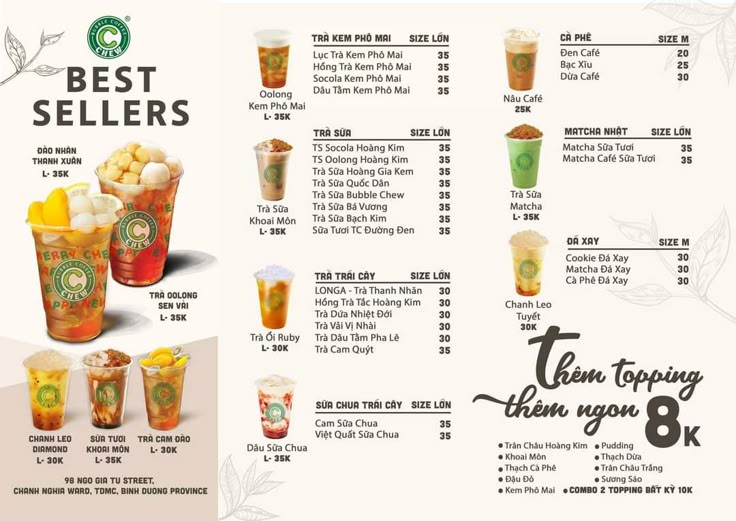 BUBBLE COFFEE
C
CHEW
®
BEST
SELLERS
ĐÀO NHÂN
THANH XUÂN
L- 35K
TRÀ OOLONG
SEN VẢI
L- 35K
CHANH LEO
DIAMOND
L- 30K
SỮA TƯƠI
KHOAI MÔN
L- 35K
TRÀ CAM ĐÀO
L- 30K
98 NGO GIA TU STREET,
CHANH NGHIA WARD, TDMC, BINH DUONG PROVINCE
Oolong
Kem Phô Mai
L- 35K
TRÀ KEM PHÔ MAI SIZE LỚN
Lục Trà Kem Phô Mai 35
Hồng Trà Kem Phô Mai 35
Socola Kem Phô Mai 35
Dâu Tằm Kem Phô Mai 35
Trà Sữa
Khoai Môn
L- 35K
TRÀ SỮA SIZE LỚN
TS Socola Hoàng Kim 35
TS Oolong Hoàng Kim 35
Trà Sữa Hoàng Gia Kem 35
Trà Sữa Quốc Dân 35
Trà Sữa Bubble Chew 35
Trà Sữa Bá Vương 35
Trà Sữa Bạch Kim 35
Sữa Tươi TC Đường Đen 35
Trà Ổi Ruby
L- 30K
TRÀ TRÁI CÂY SIZE LỚN
LONGA - Trà Thanh Nhãn 30
Hồng Trà Tắc Hoàng Kim 30
Trà Dứa Nhiệt Đới 30
Trà Vải Vị Nhài 30
Trà Dâu Tằm Pha Lê 30
Trà Cam Quýt 35
Dâu Sữa Chua
L- 35K
SỮA CHUA TRÁI CÂY SIZE LỚN
Cam Sữa Chua 35
Việt Quất Sữa Chua 35
Nâu Café
25K
CÀ PHÊ SIZE M
Đen Café 20
Bạc Xỉu 25
Dừa Café 30
Trà Sữa
Matcha
L- 35K
MATCHA NHẬT SIZE LỚN
Matcha Sữa Tươi 35
Matcha Café Sữa Tươi 35
Chanh Leo
Tuyết
30K
ĐÁ XAY SIZE M
Cookie Đá Xay 30
Matcha Đá Xay 30
Cà Phê Đá Xay 30
Thêm topping
thêm ngon 8K
• Trân Châu Hoàng Kim
• Khoai Môn
• Thạch Cà Phê
• Đậu Đỏ
• Kem Phô Mai
• Pudding
• Thạch Dừa
• Trân Châu Trắng
• Sương Sáo
• COMBO 2 TOPPING BẤT KỲ 10K